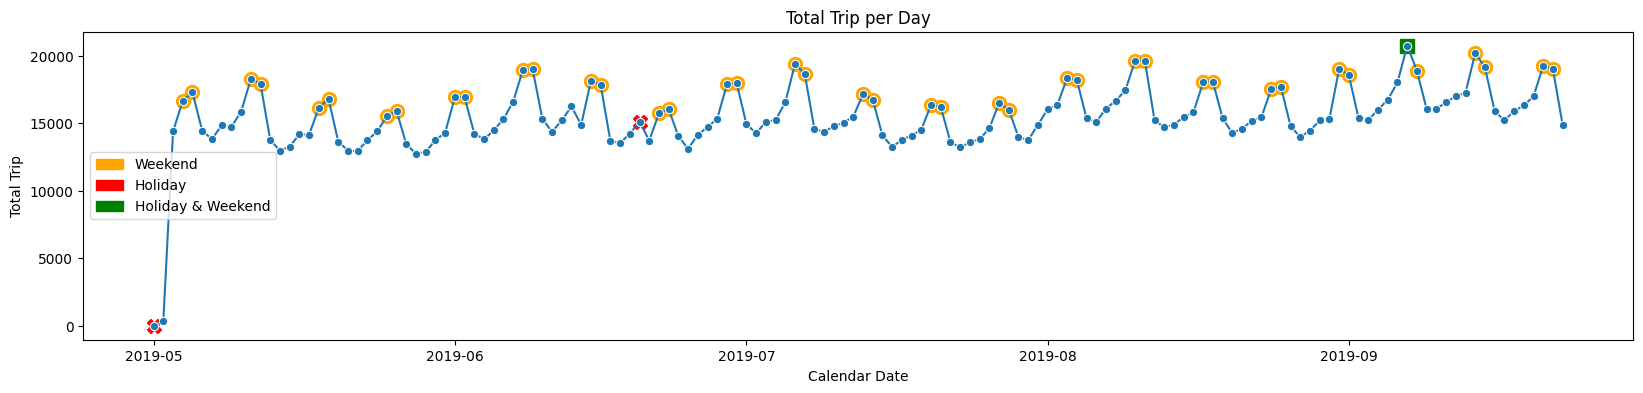 Total Trip per Day
Total Trip
20000
15000
10000
5000
0
Weekend
Holiday
Holiday & Weekend
2019-05
2019-06
2019-07
2019-08
2019-09
Calendar Date